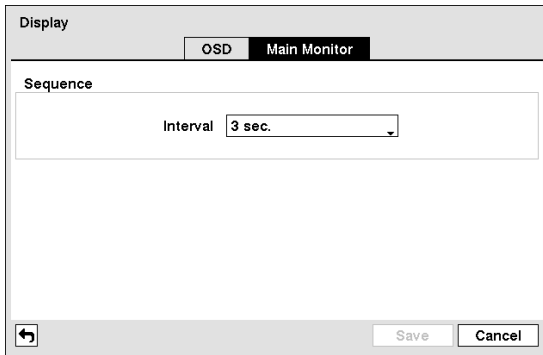 Display
OSD Main Monitor
Sequence
Interval 3 sec.
Save Cancel